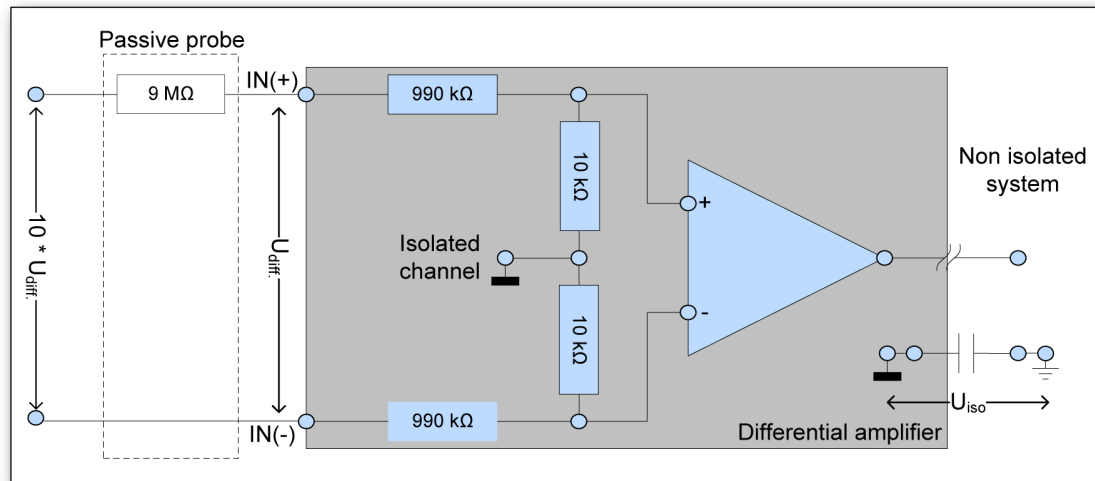 Passive probe
9 MΩ
IN(+)
990 kΩ
10 kΩ
+
Non isolated
system
10 * Udiff.
Udiff.
Isolated
channel
10 kΩ
-
990 kΩ
IN(-)
Uiso
Differential amplifier